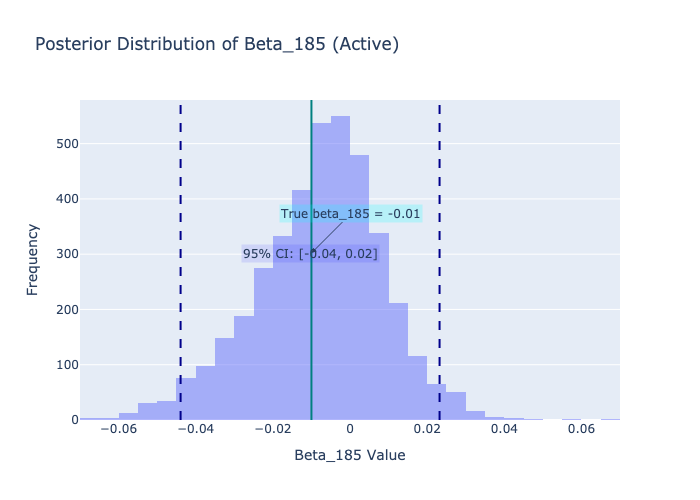 Posterior Distribution of Beta_185 (Active)
Frequency
500
400
300
200
100
0
True beta_185 = -0.01
95% CI: [-0.04, 0.02]
−0.06
−0.04
−0.02
0
0.02
0.04
0.06
Beta_185 Value